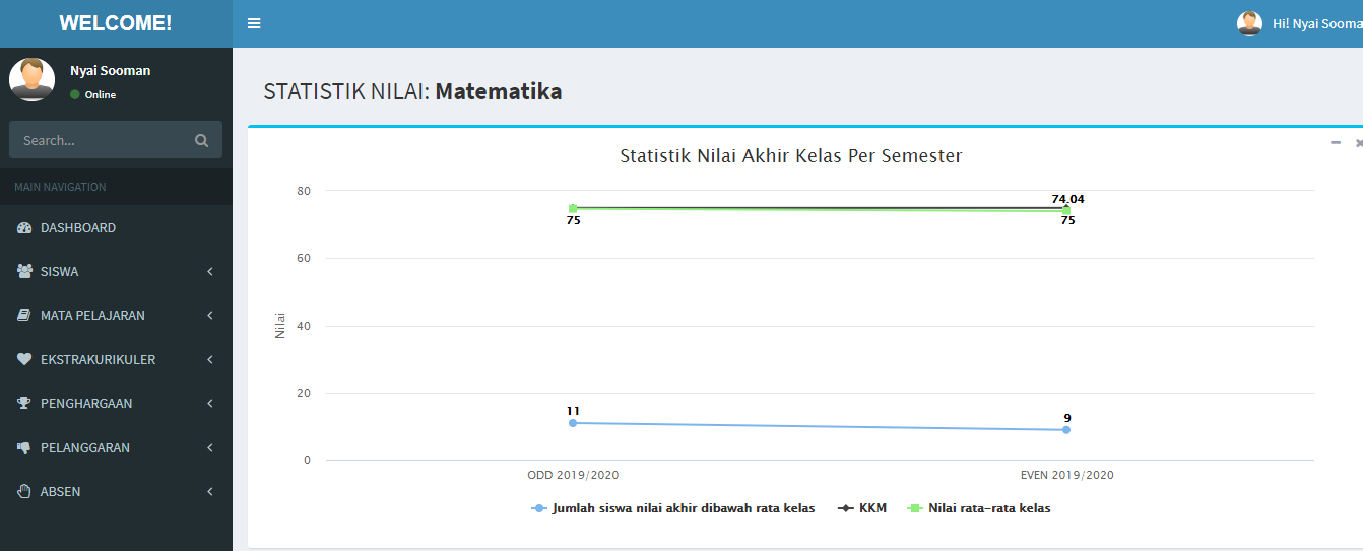 WELCOME!
Hi! Nyai Sooma
Nyai Sooman
Online
Search...
MAIN NAVIGATION
DASHBOARD
SISWA
MATA PELAJARAN
EKSTRAKURIKULER
PENGHARGAAN
PELANGGARAN
ABSEN
STATISTIK NILAI: Matematika
Statistik Nilai Akhir Kelas Per Semester
Nilai
80
60
40
20
0
75
74.04
75
11
9
ODD 2019/2020
EVEN 2019/2020
Jumlah siswa nilai akhir dibawah rata kelas
KKM
Nilai rata-rata kelas